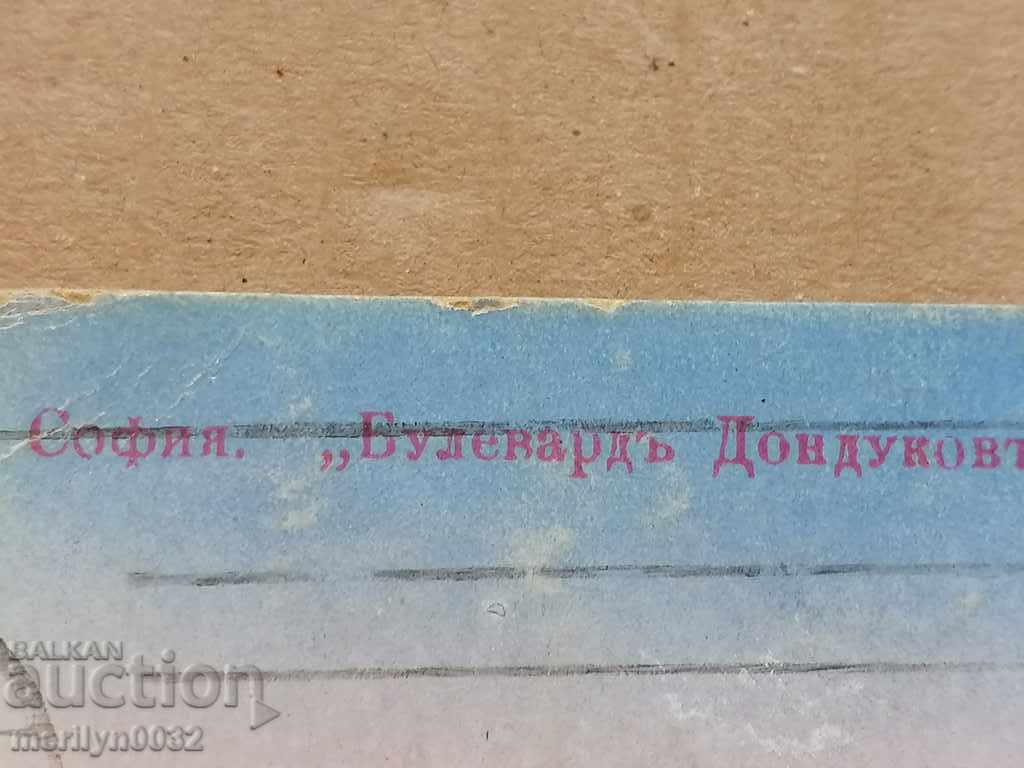 София. „Булевардъ Дондуковъ
BALKAN
auction
merilyn0032